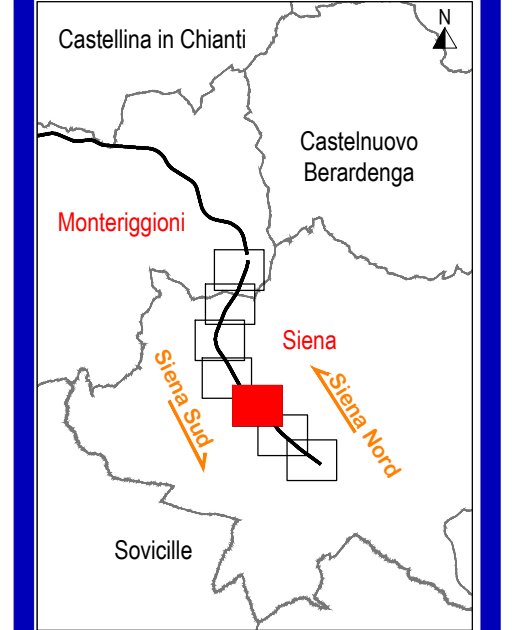 N
Castellina in Chianti
Castelnuovo
Berardenga
Monteriggioni
Siena
Siena Sud
Siena Nord
Sovicille